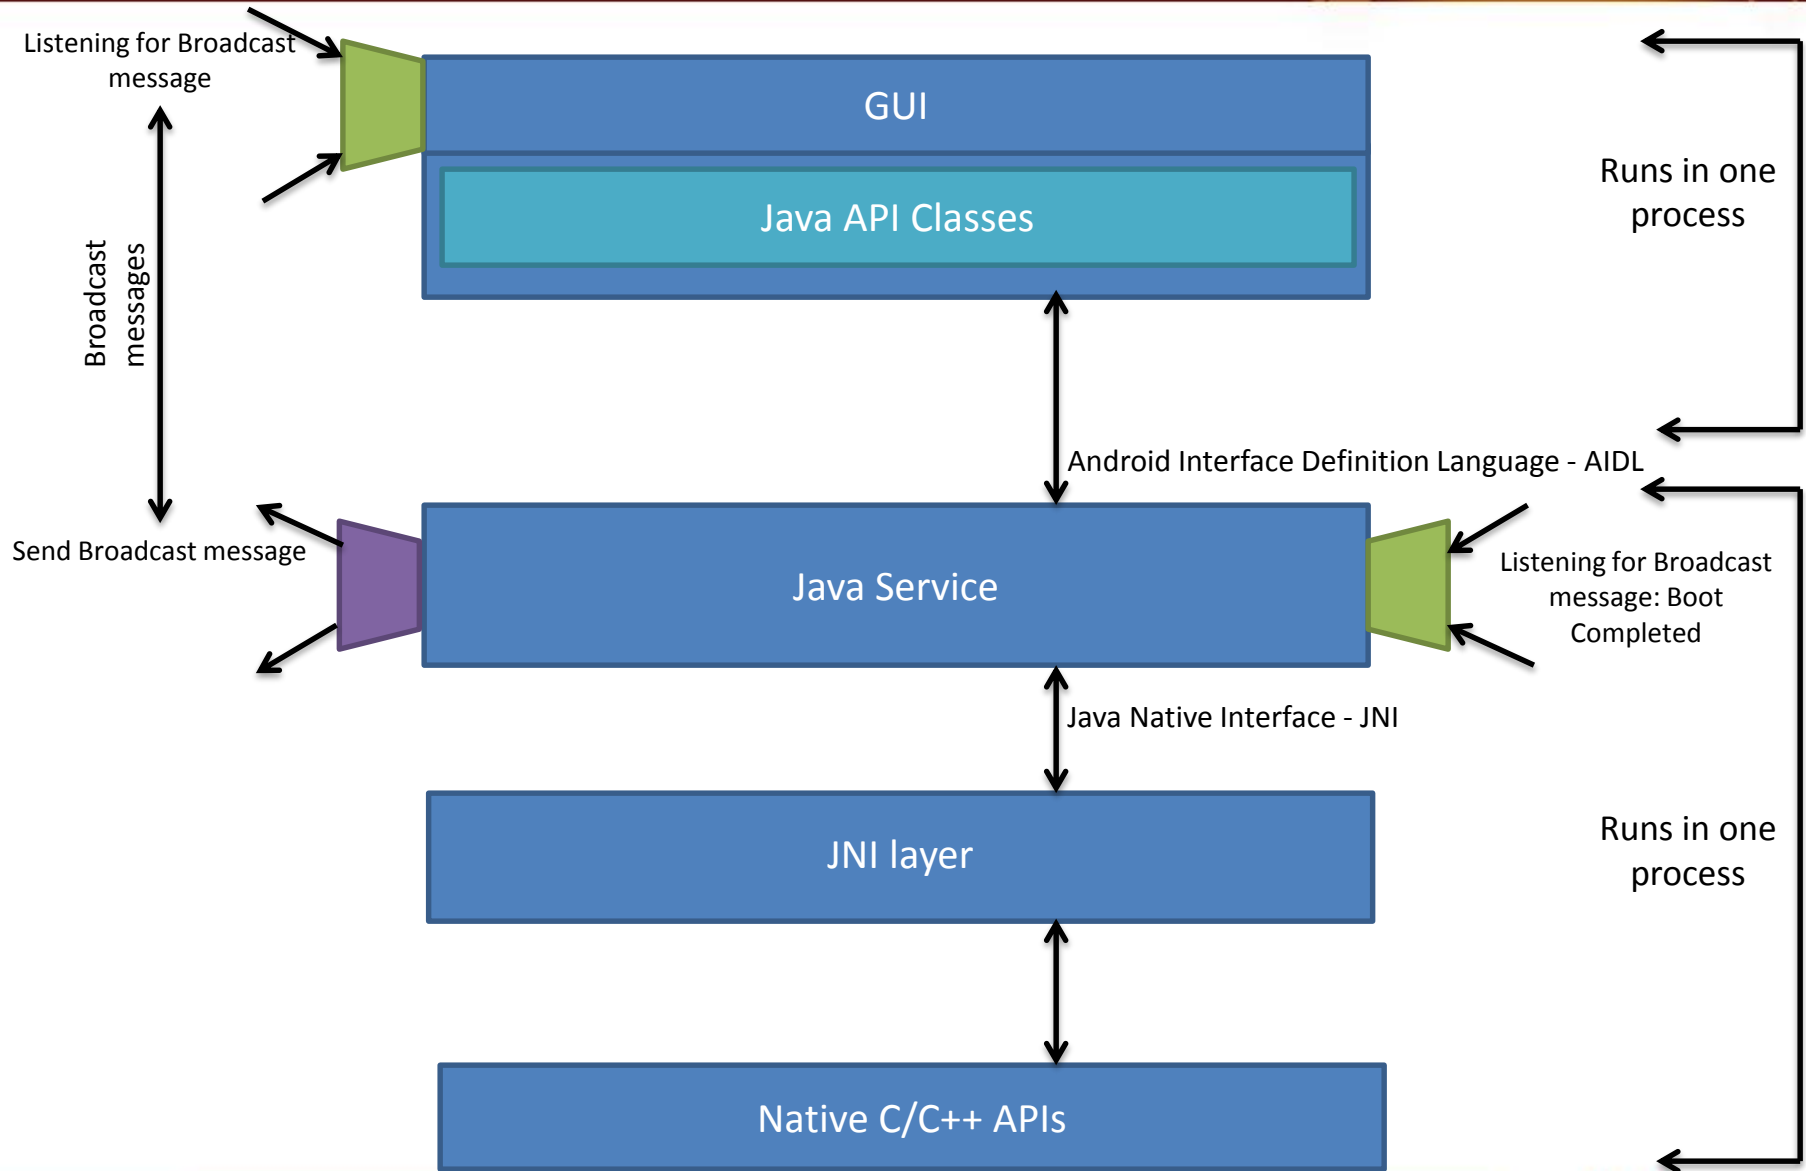 Listening for Broadcast
message
GUI
Runs in one
process
Java API Classes
Broadcast
messages
Android Interface Definition Language - AIDL
Send Broadcast message
Java Service
Listening for Broadcast
message: Boot
Completed
Java Native Interface - JNI
JNI layer
Runs in one
process
Native C/C++ APIs